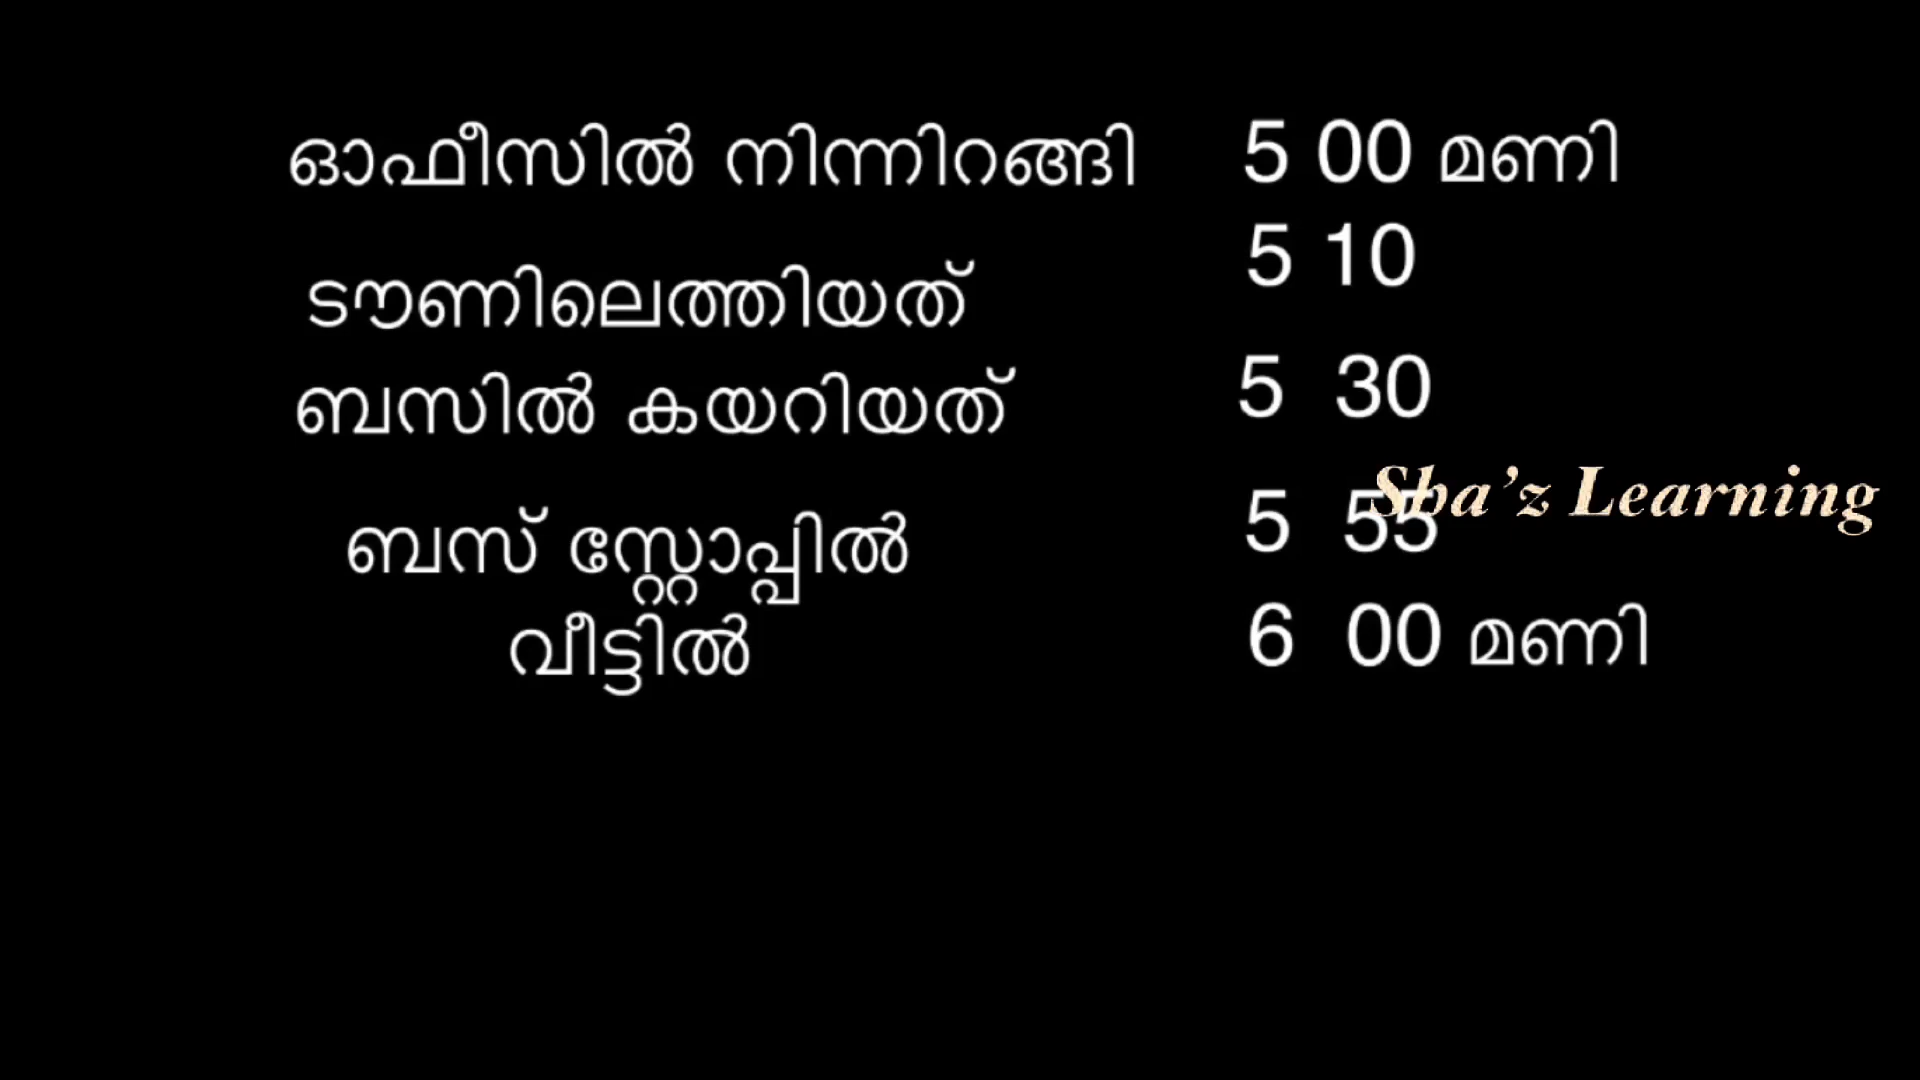 ഓഫീസിൽ നിന്നിറങ്ങി 5 00 മണി
ടൗണിലെത്തിയത് 5 10
ബസിൽ കയറിയത് 5 30
Sba’z Learning
ബസ് സ്റ്റോപ്പിൽ 5 55
വീട്ടിൽ 6 00 മണി